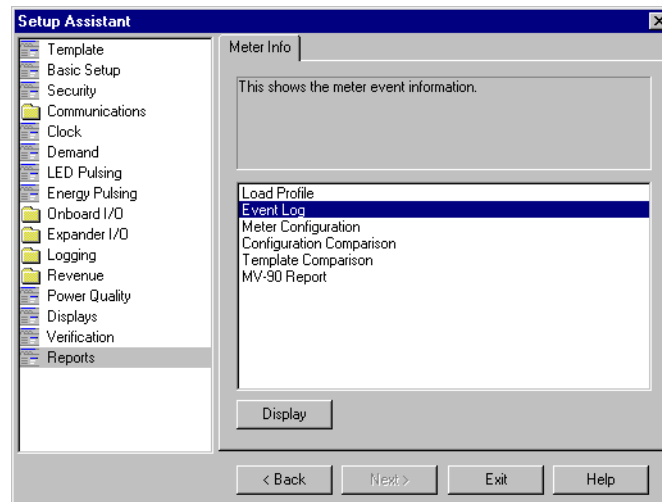 Setup Assistant
Template
Basic Setup
Security
Communications
Clock
Demand
LED Pulsing
Energy Pulsing
Onboard I/O
Expander I/O
Logging
Revenue
Power Quality
Displays
Verification
Reports
Meter Info
This shows the meter event information.
Load Profile
Event Log
Meter Configuration
Configuration Comparison
Template Comparison
MV-90 Report
Display
< Back
Next >
Exit
Help